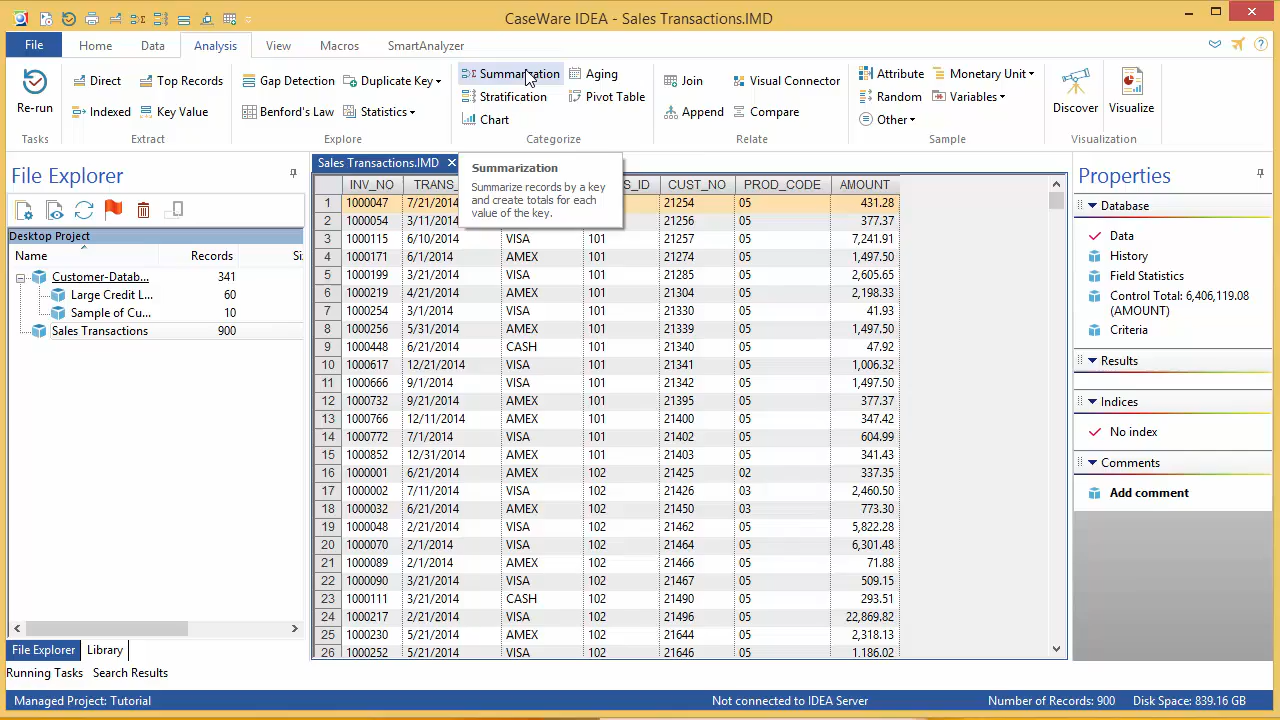 CaseWare IDEA - Sales Transactions.IMD
File Home Data Analysis View Macros SmartAnalyzer
Re-run
Tasks
Direct Top Records
Indexed Key Value
Extract
Gap Detection Duplicate Key
Benford's Law Statistics
Explore
Summarization Aging
Stratification Pivot Table
Chart
Categorize
Join Visual Connector
Append Compare
Relate
Attribute Monetary Unit
Random Variables
Other
Sample
Discover Visualize
Visualization
File Explorer
Desktop Project
Name Records Si
Customer-Datab... 341
Large Credit L... 60
Sample of Cu... 10
Sales Transactions 900
File Explorer Library
Running Tasks Search Results
Sales Transactions.IMD
Summarization
Summarize records by a key
and create totals for each
value of the key.
INV_NO TRANS_ S_ID CUST_NO PROD_CODE AMOUNT
1 1000047 7/21/2014 21254 05 431.28
2 1000054 3/11/2014 21256 05 377.37
3 1000115 6/10/2014 VISA 101 21257 05 7,241.91
4 1000171 6/1/2014 AMEX 101 21274 05 1,497.50
5 1000199 3/21/2014 VISA 101 21285 05 2,605.65
6 1000219 4/21/2014 AMEX 101 21304 05 2,198.33
7 1000254 3/1/2014 VISA 101 21330 05 41.93
8 1000256 5/31/2014 AMEX 101 21339 05 1,497.50
9 1000448 6/21/2014 CASH 101 21340 05 47.92
10 1000617 12/21/2014 VISA 101 21341 05 1,006.32
11 1000666 9/1/2014 VISA 101 21342 05 1,497.50
12 1000732 9/21/2014 AMEX 101 21395 05 377.37
13 1000766 12/11/2014 AMEX 101 21400 05 347.42
14 1000772 7/1/2014 VISA 101 21402 05 604.99
15 1000852 12/31/2014 AMEX 101 21403 05 341.43
16 1000001 6/21/2014 AMEX 102 21425 02 337.35
17 1000002 7/11/2014 VISA 102 21426 03 2,460.50
18 1000032 6/21/2014 AMEX 102 21450 03 773.30
19 1000048 2/21/2014 VISA 102 21462 05 5,822.28
20 1000070 2/1/2014 VISA 102 21464 05 6,301.48
21 1000089 2/1/2014 AMEX 102 21466 05 71.88
22 1000090 3/21/2014 VISA 102 21467 05 509.15
23 1000111 3/21/2014 CASH 102 21490 05 293.51
24 1000217 2/21/2014 VISA 102 21496 05 22,869.82
25 1000230 5/21/2014 AMEX 102 21644 05 2,318.13
26 1000252 5/21/2014 VISA 102 21646 05 1,186.02
Properties
Database
Data
History
Field Statistics
Control Total: 6,406,119.08
(AMOUNT)
Criteria
Results
Indices
No index
Comments
Add comment
Managed Project: Tutorial Not connected to IDEA Server Number of Records: 900 Disk Space: 839.16 GB